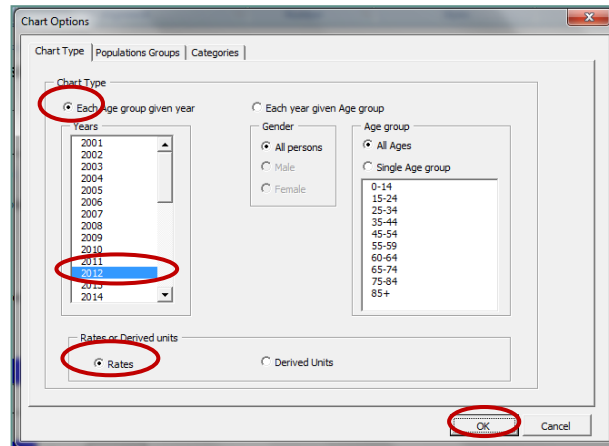 Chart Options
Chart Type Populations Groups Categories
Chart Type
Each Age group given year Each year given Age group
Years
2001
2002
2003
2004
2005
2006
2007
2008
2009
2010
2011
2012
2013
2014
Gender
All persons
Male
Female
Age group
All Ages
Single Age group
0-14
15-24
25-34
35-44
45-54
55-59
60-64
65-74
75-84
85+
Rates or Derived units
Rates Derived Units
OK Cancel